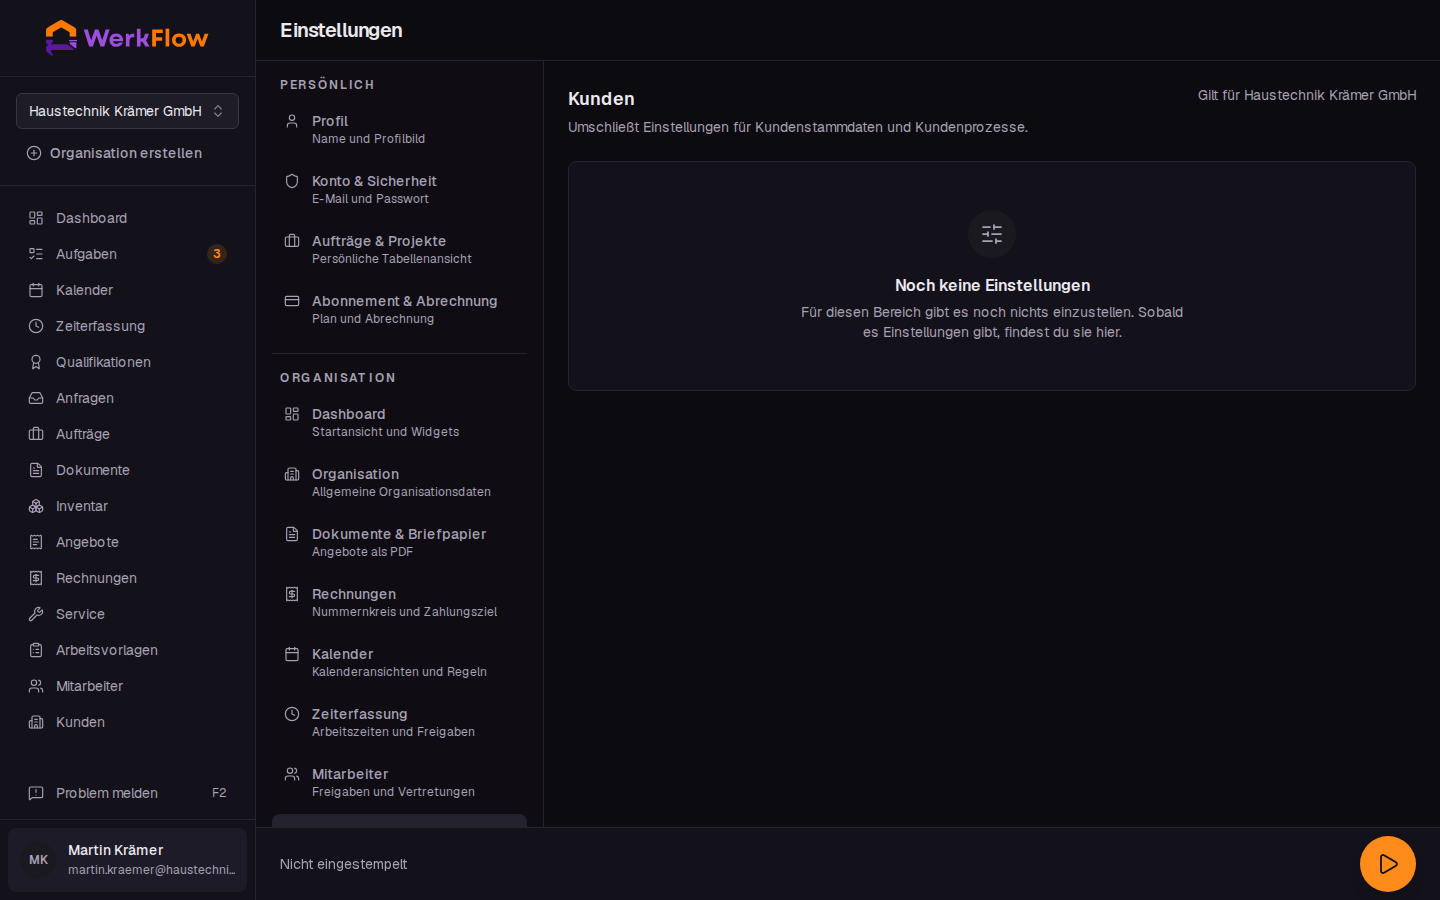 WerkFlow
Haustechnik Krämer GmbH
Organisation erstellen
Dashboard
Aufgaben 3
Kalender
Zeiterfassung
Qualifikationen
Anfragen
Aufträge
Dokumente
Inventar
Angebote
Rechnungen
Service
Arbeitsvorlagen
Mitarbeiter
Kunden
Problem melden F2
MK
Martin Krämer
martin.kraemer@haustechni...
Einstellungen
PERSÖNLICH
Profil
Name und Profilbild
Konto & Sicherheit
E-Mail und Passwort
Aufträge & Projekte
Persönliche Tabellenansicht
Abonnement & Abrechnung
Plan und Abrechnung
ORGANISATION
Dashboard
Startansicht und Widgets
Organisation
Allgemeine Organisationsdaten
Dokumente & Briefpapier
Angebote als PDF
Rechnungen
Nummernkreis und Zahlungsziel
Kalender
Kalenderansichten und Regeln
Zeiterfassung
Arbeitszeiten und Freigaben
Mitarbeiter
Freigaben und Vertretungen
Kunden
Gilt für Haustechnik Krämer GmbH
Umschließt Einstellungen für Kundenstammdaten und Kundenprozesse.
Noch keine Einstellungen
Für diesen Bereich gibt es noch nichts einzustellen. Sobald
es Einstellungen gibt, findest du sie hier.
Nicht eingestempelt